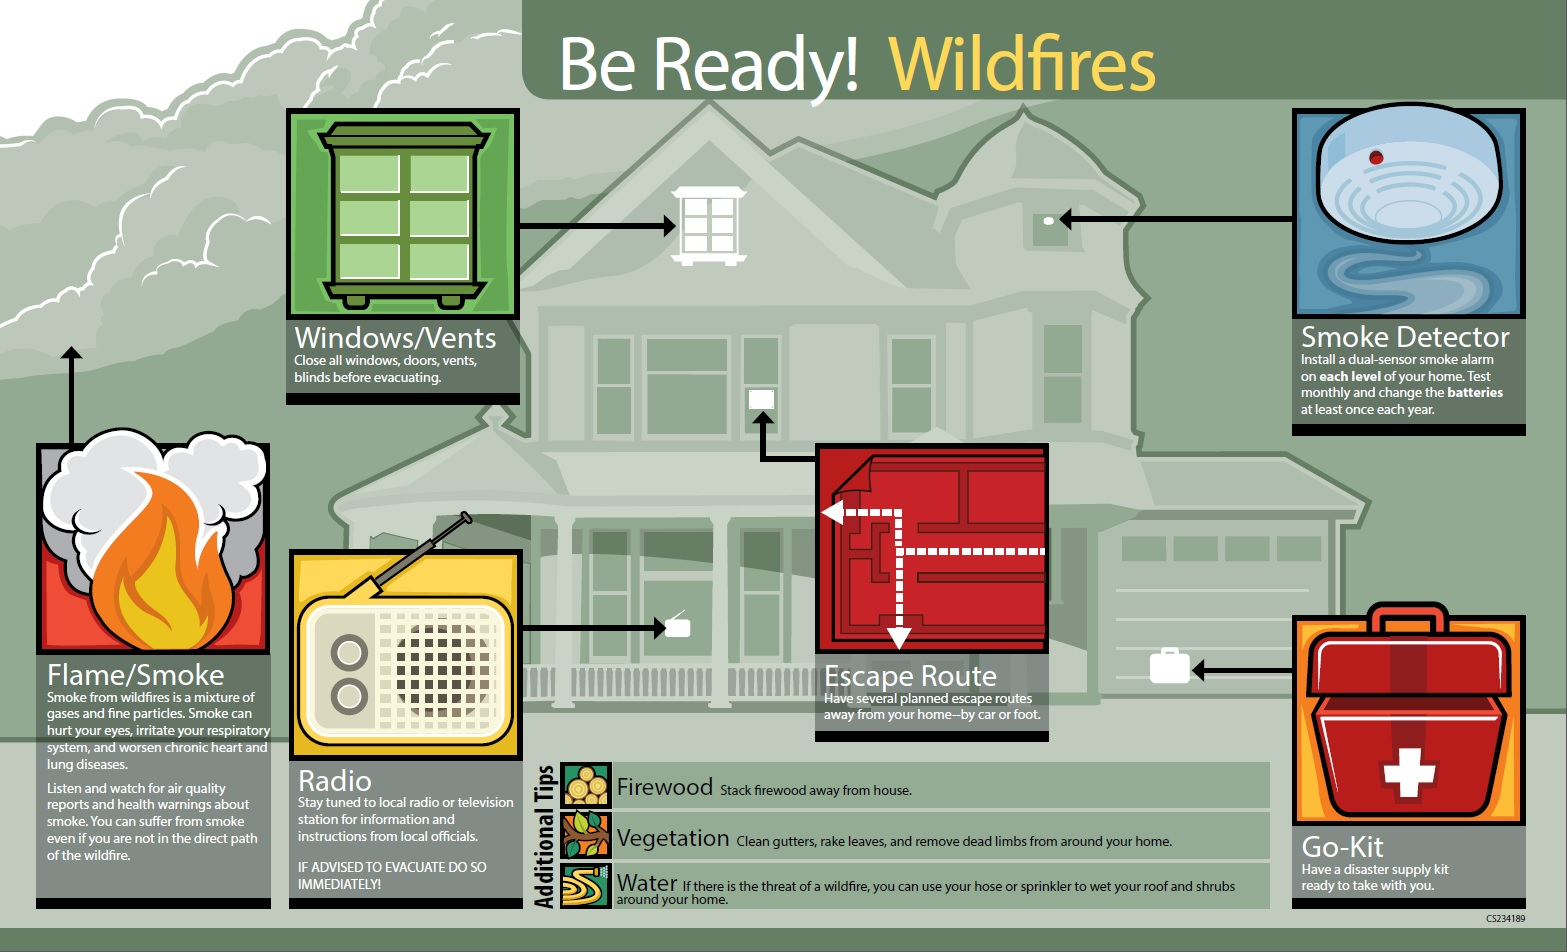 Be Ready! Wildfires
Windows/Vents
Close all windows, doors, vents,
blinds before evacuating.
Smoke Detector
Install a dual-sensor smoke alarm
on each level of your home. Test
monthly and change the batteries
at least once each year.
Flame/Smoke
Smoke from wildfires is a mixture of
gases and fine particles. Smoke can
hurt your eyes, irritate your respiratory
system, and worsen chronic heart and
lung diseases.
Listen and watch for air quality
reports and health warnings about
smoke. You can suffer from smoke
even if you are not in the direct path
of the wildfire.
Radio
Stay tuned to local radio or television
station for information and
instructions from local officials.
IF ADVISED TO EVACUATE DO SO
IMMEDIATELY!
Escape Route
Have several planned escape routes
away from your home--by car or foot.
Additional Tips
Firewood Stack firewood away from house.
Vegetation Clean gutters, rake leaves, and remove dead limbs from around your home.
Water If there is the threat of a wildfire, you can use your hose or sprinkler to wet your roof and shrubs
around your home.
Go-Kit
Have a disaster supply kit
ready to take with you.
CS234189